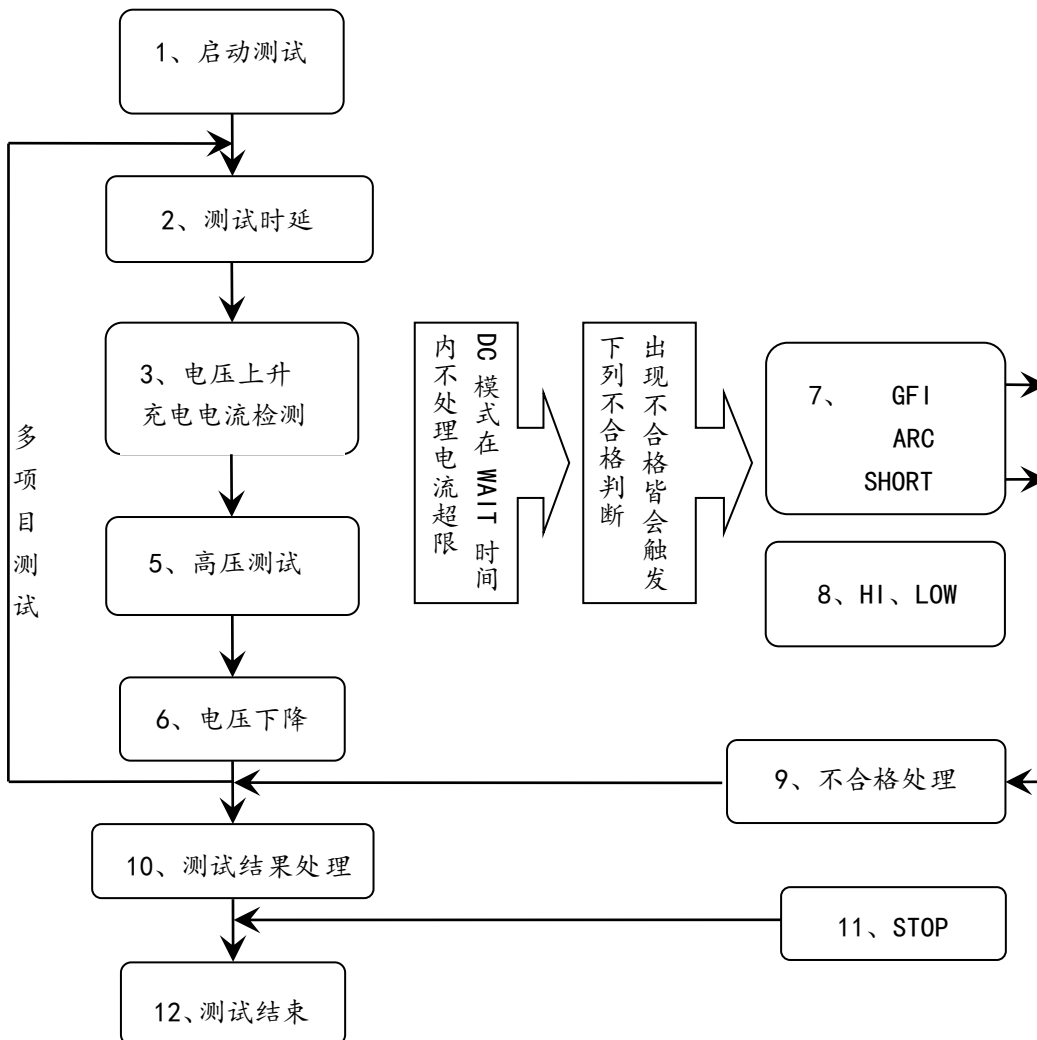 1、启动测试
2、测试时延
3、电压上升
充电电流检测
5、高压测试
6、电压下降
10、测试结果处理
12、测试结束
多项目测试
DC 模式在 WAIT 时间
内不处理电流超限
出现不合格皆会触发
下列不合格判断
7、 GFI
ARC
SHORT
8、HI、LOW
9、不合格处理
11、STOP